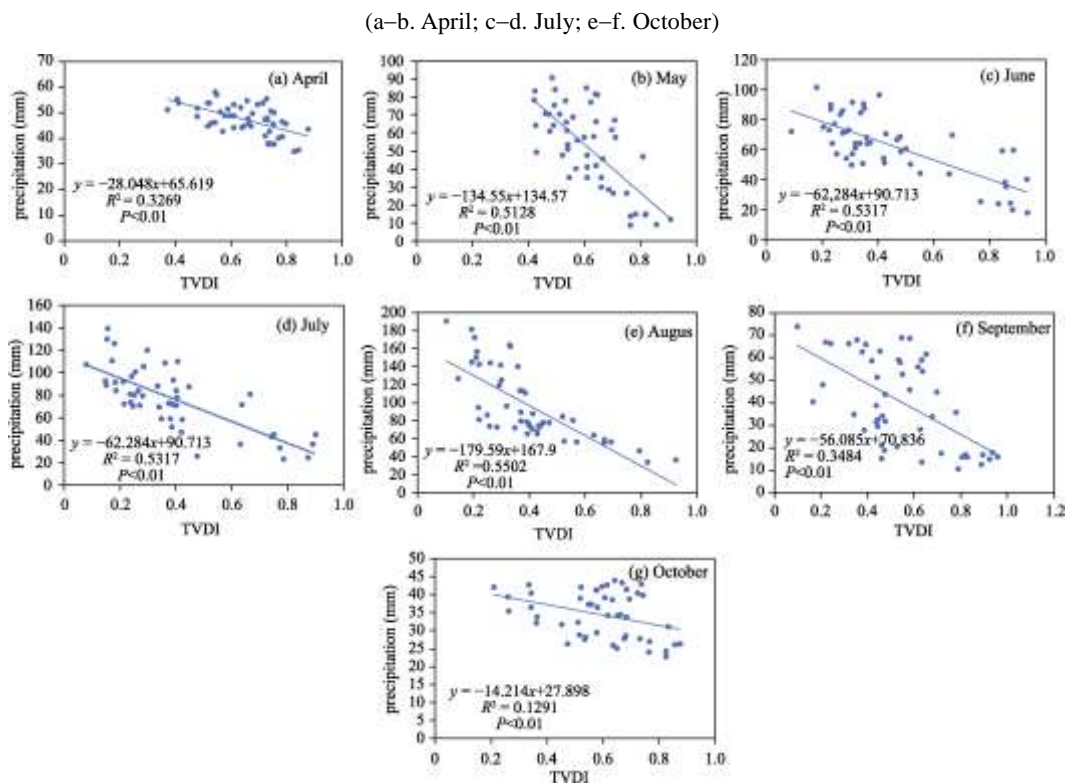 (a–b. April; c–d. July; e–f. October)
70
60
50
40
30
20
10
0
precipitation (mm)
(a) April
y = −28.048x+65.619
R² = 0.3269
P<0.01
0 0.2 0.4 0.6 0.8 1.0
TVDI
100
90
80
70
60
50
40
30
20
10
0
precipitation (mm)
(b) May
y = −134.55x+134.57
R² = 0.5128
P<0.01
0 0.2 0.4 0.6 0.8 1.0
TVDI
120
100
80
60
40
20
0
precipitation (mm)
(c) June
y = −62,284x+90.713
R² = 0.5317
P<0.01
0 0.2 0.4 0.6 0.8 1.0
TVDI
160
140
120
100
80
60
40
20
0
precipitation (mm)
(d) July
y = −62.284x+90.713
R² = 0.5317
P<0.01
0 0.2 0.4 0.6 0.8 1.0
TVDI
200
180
160
140
120
100
80
60
40
20
0
precipitation (mm)
(e) Augus
y = −179.59x+167.9
R² = 0.5502
P<0.01
0 0.2 0.4 0.6 0.8 1.0
TVDI
80
70
60
50
40
30
20
10
0
precipitation (mm)
(f) September
y = −56.085x+70,836
R² = 0.3484
P<0.01
0 0.2 0.4 0.6 0.8 1.0 1.2
TVDI
50
45
40
35
30
25
20
15
10
5
0
precipitation (mm)
(g) October
y = −14.214x+27.898
R² = 0.1291
P<0.01
0 0.2 0.4 0.6 0.8 1.0
TVDI